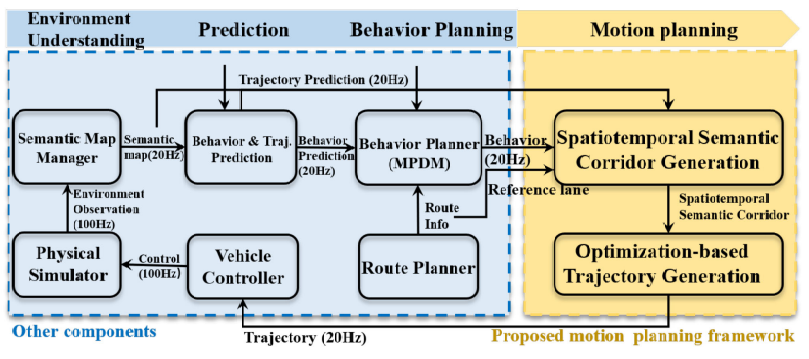 Environment
Understanding
Prediction
Behavior Planning
Motion planning
Trajectory Prediction (20Hz)
Semantic Map
Manager
Semantic
map(20Hz)
Behavior & Traj.
Prediction
Behavior
Prediction
(20Hz)
Behavior Planner
(MPDM)
Behavior
(20Hz)
Spatiotemporal Semantic
Corridor Generation
Reference lane
Environment
Observation
(100Hz)
Route
Info
Spatiotemporal
Semantic Corridor
Physical
Simulator
Control
(100Hz)
Vehicle
Controller
Route Planner
Optimization-based
Trajectory Generation
Other components
Trajectory (20Hz)
Proposed motion planning framework